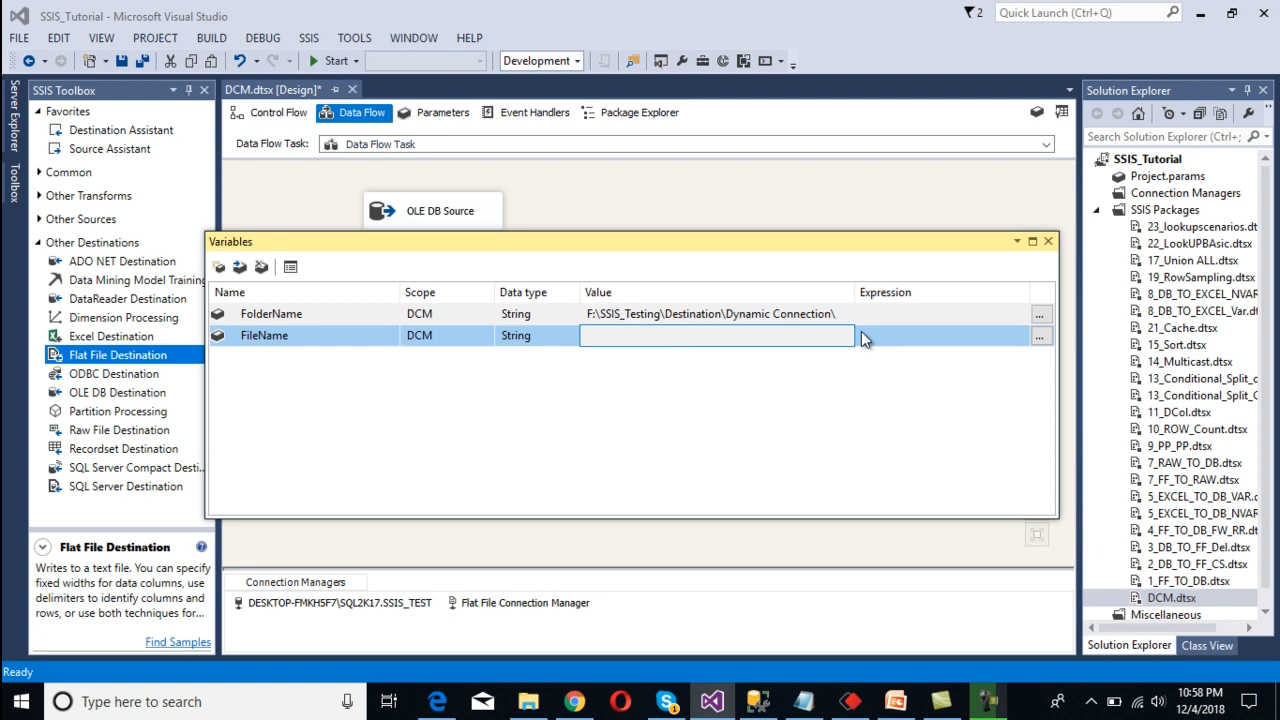 SSIS_Tutorial - Microsoft Visual Studio
2
Quick Launch (Ctrl+Q)
FILE EDIT VIEW PROJECT BUILD DEBUG SSIS TOOLS WINDOW HELP
Start
Development
Server Explorer
Toolbox
SSIS Toolbox
Favorites
Destination Assistant
Source Assistant
Common
Other Transforms
Other Sources
Other Destinations
ADO NET Destination
Data Mining Model Training
DataReader Destination
Dimension Processing
Excel Destination
Flat File Destination
ODBC Destination
OLE DB Destination
Partition Processing
Raw File Destination
Recordset Destination
SQL Server Compact Desti...
SQL Server Destination
Flat File Destination
Writes to a text file. You can specify
fixed widths for data columns, use
delimiters to identify columns and
rows, or use both techniques for...
Find Samples
DCM.dtsx [Design]*
Control Flow Data Flow Parameters Event Handlers Package Explorer
Data Flow Task: Data Flow Task
OLE DB Source
Variables
Name Scope Data type Value Expression
FolderName DCM String F:\SSIS_Testing\Destination\Dynamic Connection\ ...
FileName DCM String ...
Connection Managers
DESKTOP-FMKH5F7\SQL2K17.SSIS_TEST Flat File Connection Manager
Solution Explorer
Search Solution Explorer (Ctrl+;
SSIS_Tutorial
Project.params
Connection Managers
SSIS Packages
23_lookupscenarios.dt
22_LookUPBAsic.dtsx
17_Union ALL.dtsx
19_RowSampling.dtsx
8_DB_TO_EXCEL_NVAR
8_DB_TO_EXCEL_Var.dt
21_Cache.dtsx
15_Sort.dtsx
14_Multicast.dtsx
13_Conditional_Split_c
13_Conditional_Split_C
11_DCol.dtsx
10_ROW_Count.dtsx
9_PP_PP.dtsx
7_RAW_TO_DB.dtsx
7_FF_TO_RAW.dtsx
5_EXCEL_TO_DB_VAR.c
5_EXCEL_TO_DB_NVAR
4_FF_TO_DB_FW_RR.dt
3_DB_TO_FF_Del.dtsx
2_DB_TO_FF_CS.dtsx
1_FF_TO_DB.dtsx
DCM.dtsx
Miscellaneous
Solution Explorer Class View
Ready
Type here to search
10:58 PM
12/4/2018